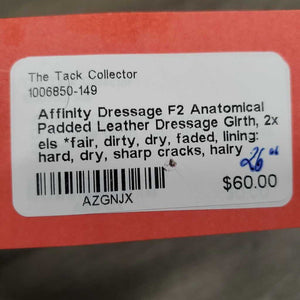 The Tack Collector
1006850-149
Affinity Dressage F2 Anatomical
Padded Leather Dressage Girth, 2x
els *fair, dirty, dry, faded, lining:
hard, dry, sharp cracks, hairy
26"
$60.00
AZGNJX